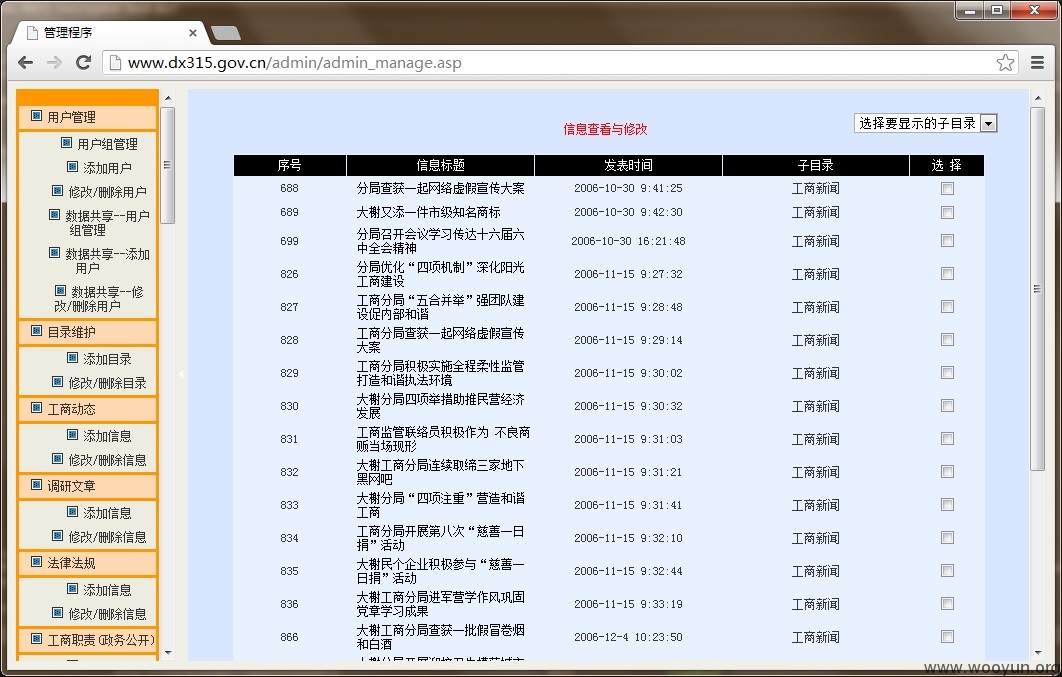 管理程序
www.dx315.gov.cn/admin/admin_manage.asp
用户管理
用户组管理
添加用户
修改/删除用户
数据共享--用户
组管理
数据共享--添加
用户
数据共享--修
改/删除用户
目录维护
添加目录
修改/删除目录
工商动态
添加信息
修改/删除信息
调研文章
添加信息
修改/删除信息
法律法规
添加信息
修改/删除信息
工商职责(政务公开)
信息查看与修改
选择要显示的子目录
序号 信息标题 发表时间 子目录 选 择
688 分局查获一起网络虚假宣传大案 2006-10-30 9:41:25 工商新闻
689 大榭又添一件市级知名商标 2006-10-30 9:42:30 工商新闻
699 分局召开会议学习传达十六届六 2006-10-30 16:21:48 工商新闻
中全会精神
826 分局优化“四项机制”深化阳光 2006-11-15 9:27:32 工商新闻
工商建设
827 工商分局“五合并举”强团队建 2006-11-15 9:28:48 工商新闻
设促内部和谐
828 工商分局查获一起网络虚假宣传 2006-11-15 9:29:14 工商新闻
大案
829 工商分局积极实施全程柔性监管 2006-11-15 9:30:02 工商新闻
打造和谐执法环境
830 大榭分局四项举措助推民营经济 2006-11-15 9:30:32 工商新闻
发展
831 工商监管联络员积极作为 不良商 2006-11-15 9:31:03 工商新闻
贩当场现形
832 大榭工商分局连续取缔三家地下 2006-11-15 9:31:21 工商新闻
黑网吧
833 大榭分局“四项注重”营造和谐 2006-11-15 9:31:41 工商新闻
工商
834 工商分局开展第八次“慈善一日 2006-11-15 9:32:10 工商新闻
捐”活动
835 大榭民个企业积极参与“慈善一 2006-11-15 9:32:44 工商新闻
日捐”活动
836 大榭工商分局进军营学作风巩固 2006-11-15 9:33:19 工商新闻
党章学习成果
866 大榭工商分局查获一批假冒卷烟 2006-12-4 10:23:50 工商新闻
和白酒
www.wooyun.org